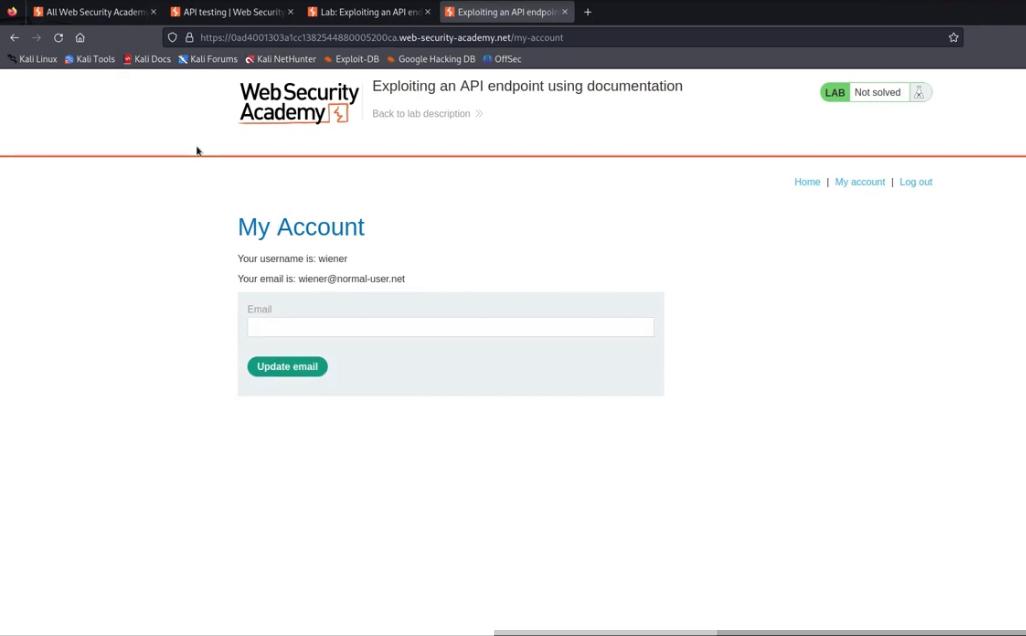 All Web Security Academ
API testing | Web Security
Lab: Exploiting an API en
Exploiting an API endpoin
https://0ad4001303a1cc1382544880005200ca.web-security-academy.net/my-account
Kali Linux Kali Tools Kali Docs Kali Forums Kali NetHunter Exploit-DB Google Hacking DB OffSec
WebSecurity
Academy
Exploiting an API endpoint using documentation
Back to lab description
LAB Not solved
Home | My account | Log out
My Account
Your username is: wiener
Your email is: wiener@normal-user.net
Email
Update email